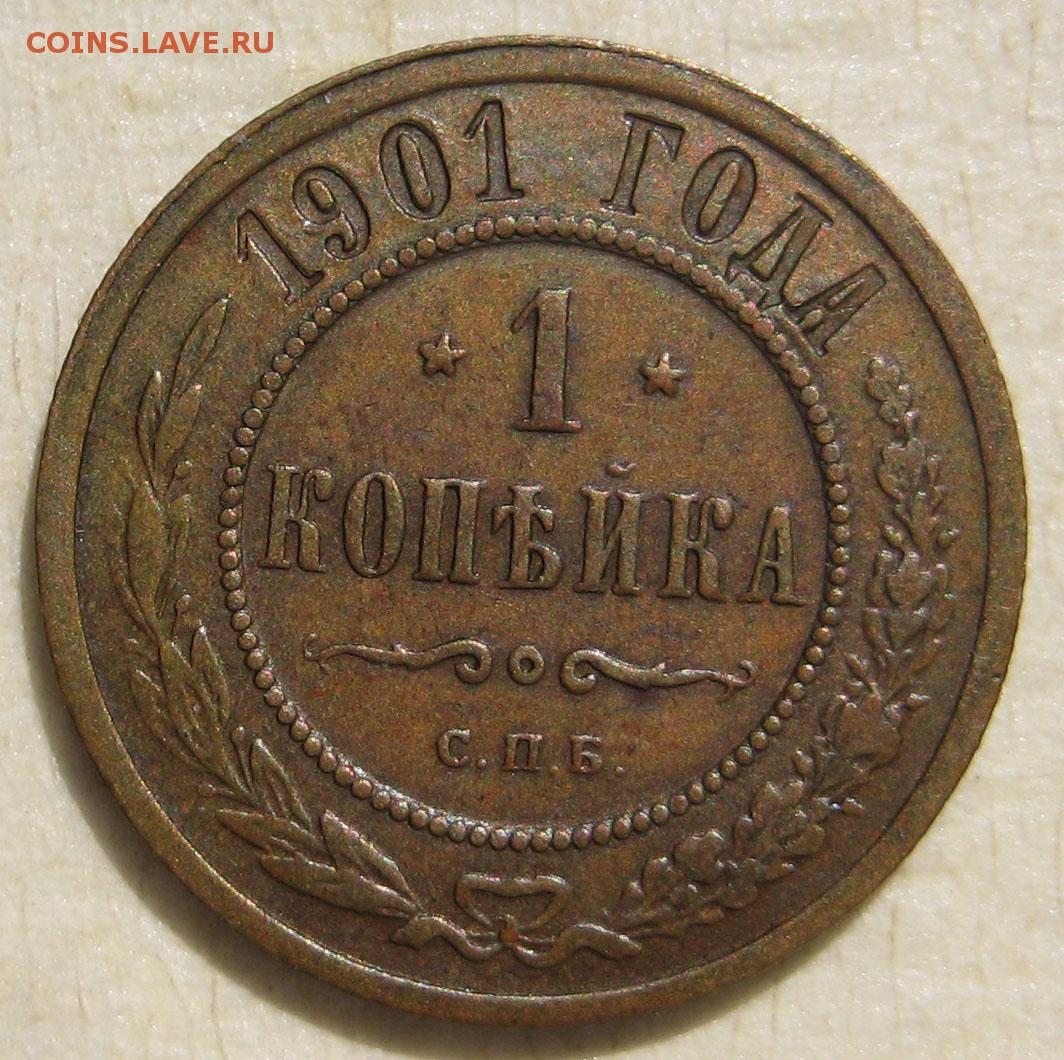 COINS.LAVE.RU
1901 ГОДА
1
КОПѢЙКА
С.П.Б.